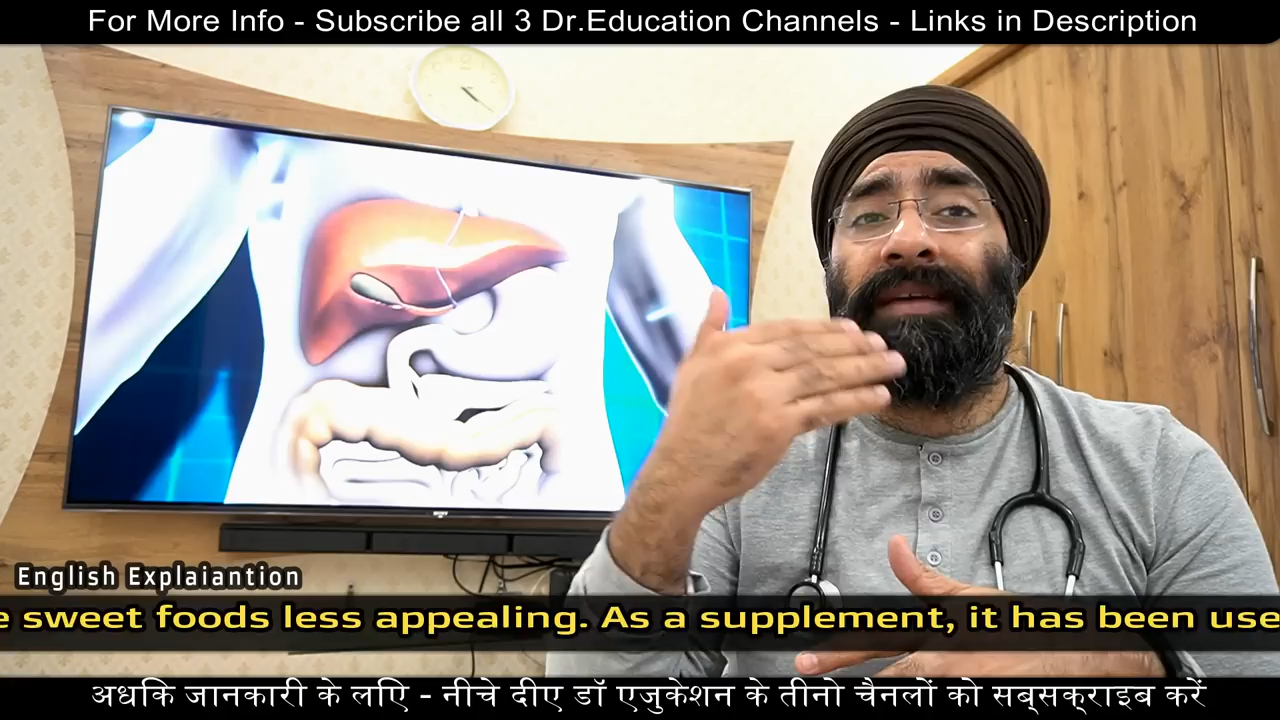 For More Info - Subscribe all 3 Dr.Education Channels - Links in Description
English Explaiantion
sweet foods less appealing. As a supplement, it has been use
अधकि जानकारी के लएि - नीचे दीए डॉ एजुकेशन के तीनो चैनलों को सब्सक्राइब करें